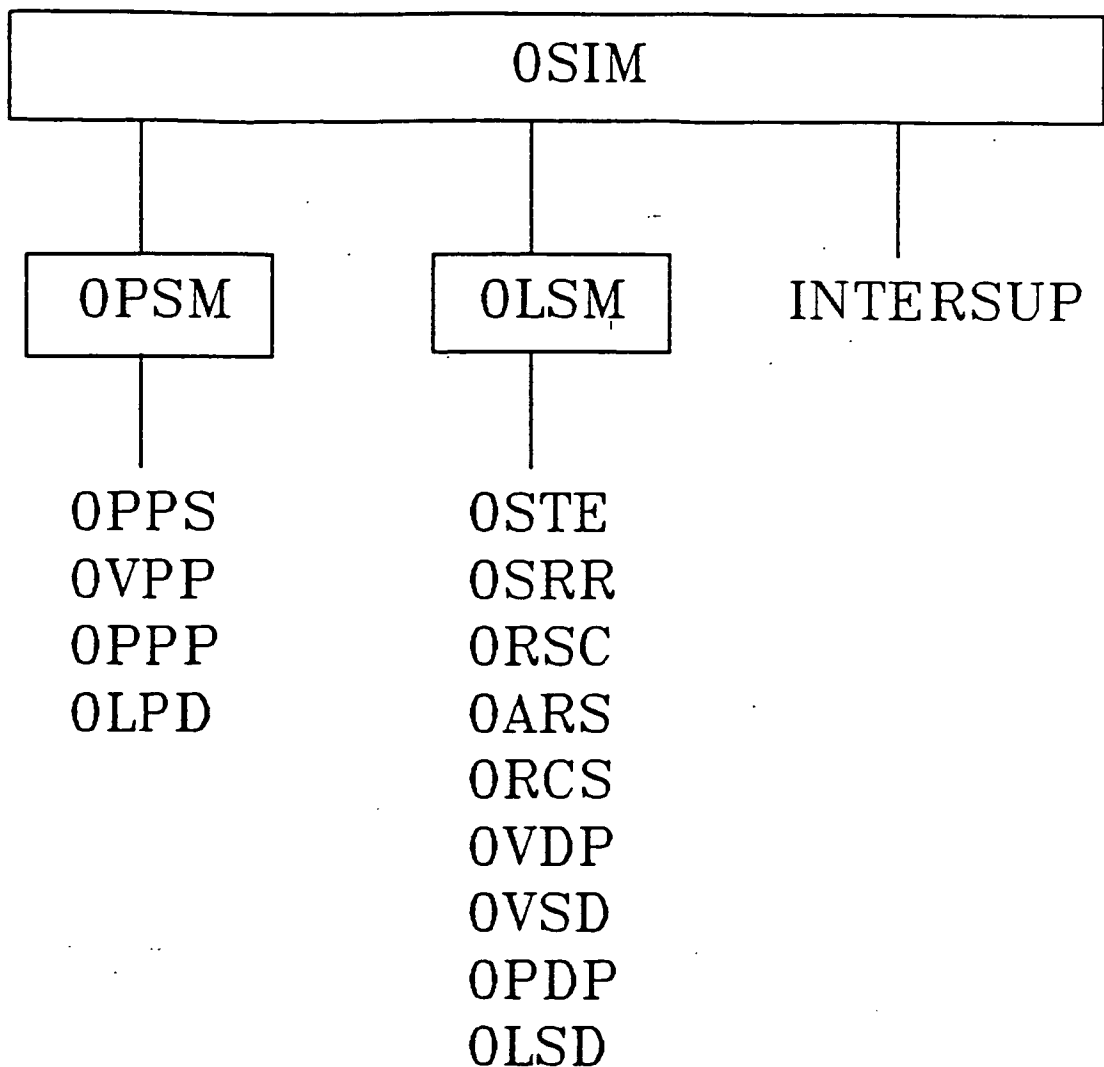 OSIM
OPSM OLSM INTERSUP
OPPS OSTE
OVPP OSRR
OPPP ORSC
OLPD OARS
ORCS
OVDP
OVSD
OPDP
OLSD